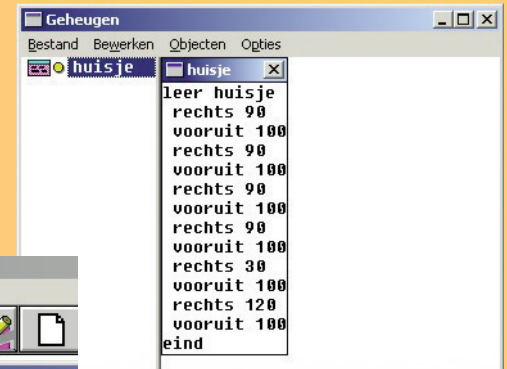 Geheugen
Bestand Bewerken Objecten Opties
huisje
huisje
leer huisje
rechts 90
vooruit 100
rechts 90
vooruit 100
rechts 90
vooruit 100
rechts 90
vooruit 100
rechts 30
vooruit 100
rechts 120
vooruit 100
eind